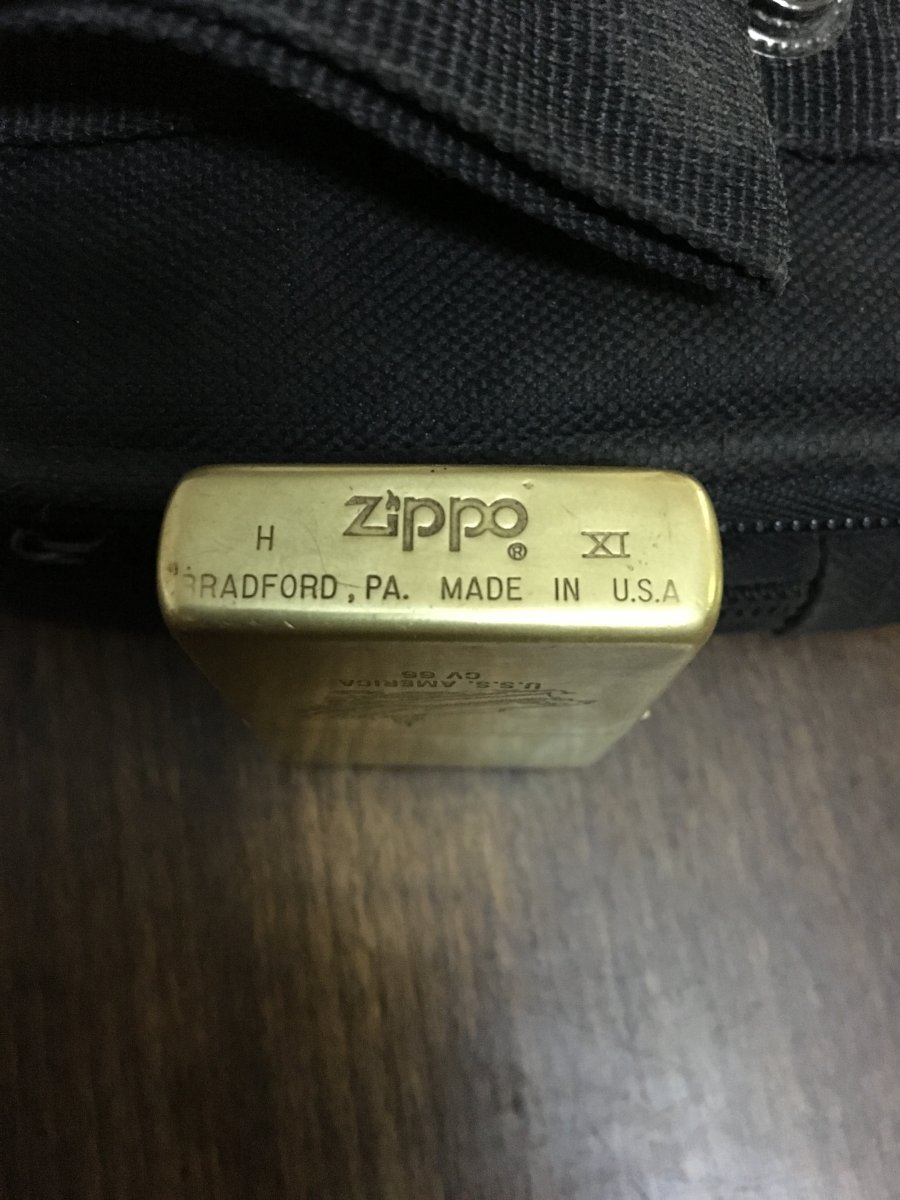 Zippo ®
H XI
BRADFORD, PA. MADE IN U.S.A
U.S.S. AMERICA
CV 66